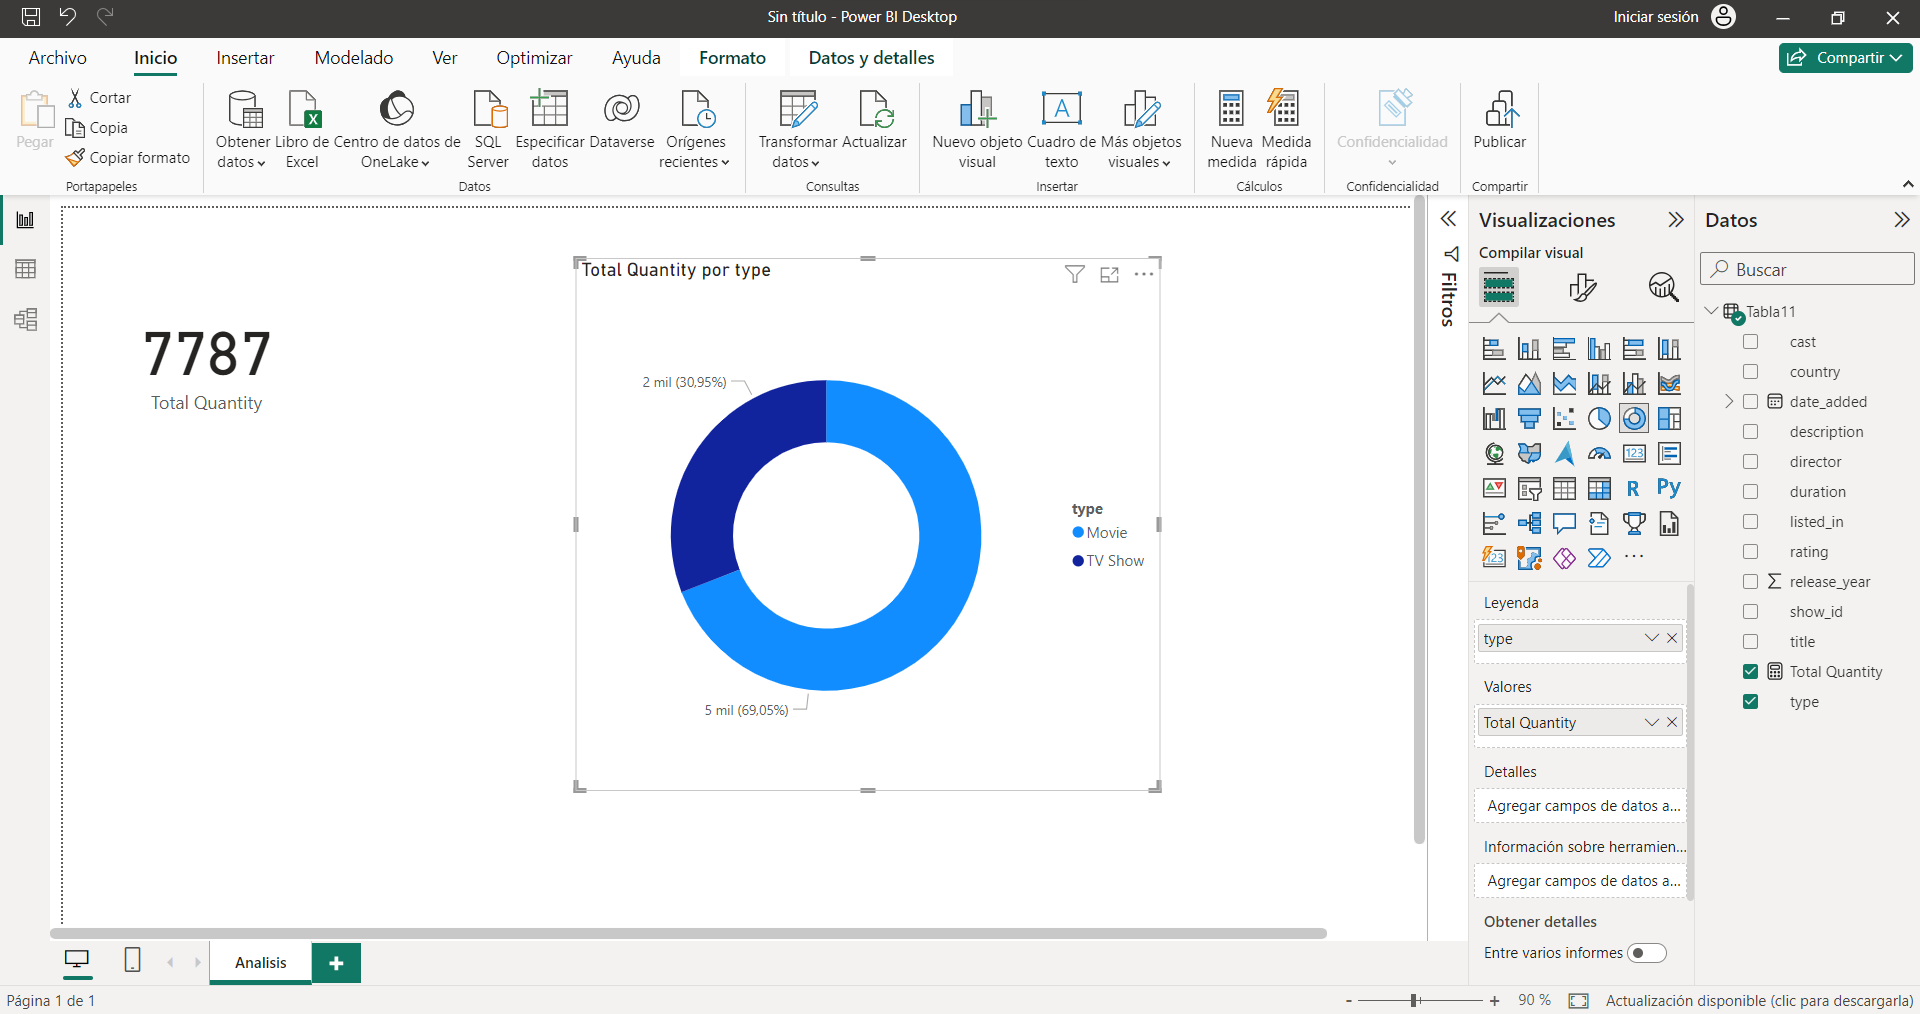 Sin título - Power BI Desktop
Iniciar sesión
Archivo
Inicio
Insertar
Modelado
Ver
Optimizar
Ayuda
Formato
Datos y detalles
Compartir
Pegar
Cortar
Copia
Copiar formato
Portapapeles
Obtener datos
Libro de Excel
Centro de datos de OneLake
SQL Server
Especificar datos
Dataverse
Orígenes recientes
Datos
Transformar datos
Actualizar
Consultas
Nuevo objeto visual
Cuadro de texto
Más objetos visuales
Insertar
Nueva medida
Medida rápida
Cálculos
Confidencialidad
Confidencialidad
Publicar
Compartir
7787
Total Quantity
Total Quantity por type
2 mil (30,95%)
5 mil (69,05%)
type
Movie
TV Show
Filtros
Visualizaciones
Compilar visual
123
R
Py
123
Leyenda
type
Valores
Total Quantity
Detalles
Agregar campos de datos a...
Información sobre herramien...
Agregar campos de datos a...
Obtener detalles
Entre varios informes
Datos
Buscar
Tabla11
cast
country
date_added
description
director
duration
listed_in
rating
release_year
show_id
title
Total Quantity
type
Analisis
Página 1 de 1
- + 90 %
Actualización disponible (clic para descargarla)